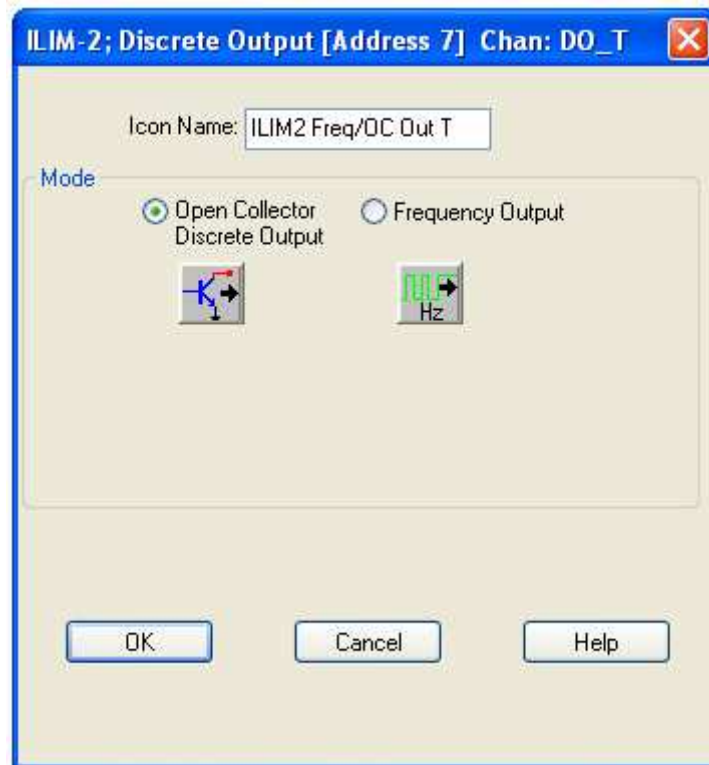 ILIM-2; Discrete Output [Address 7] Chan: DO_T
Icon Name: ILIM2 Freq/OC Out T
Mode
Open Collector Discrete Output
Frequency Output
Hz
OK
Cancel
Help